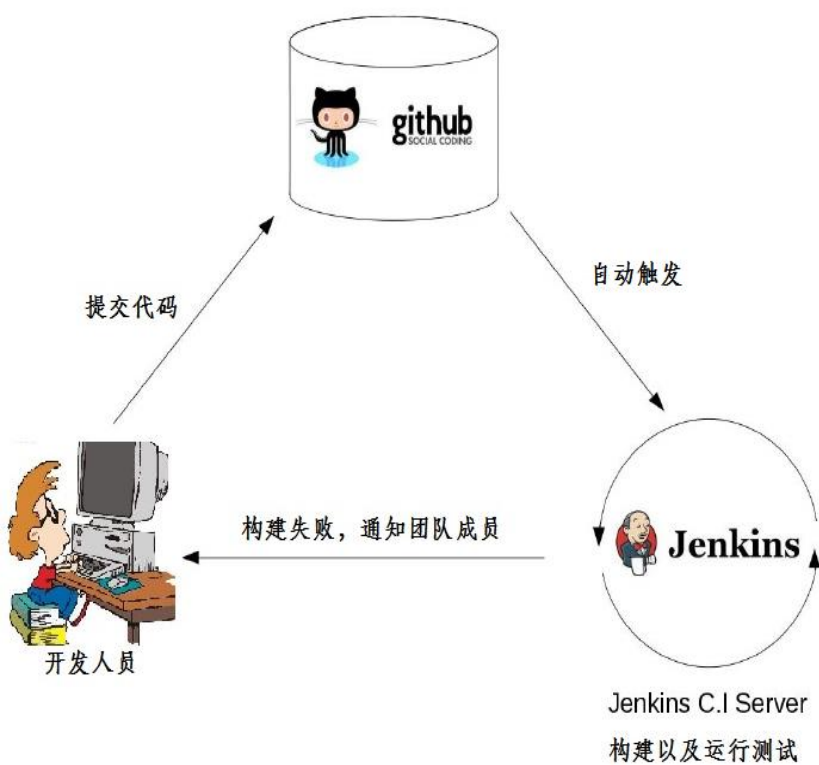 github
SOCIAL CODING
自动触发
提交代码
构建失败，通知团队成员
Jenkins
开发人员
Jenkins C.I Server
构建以及运行测试